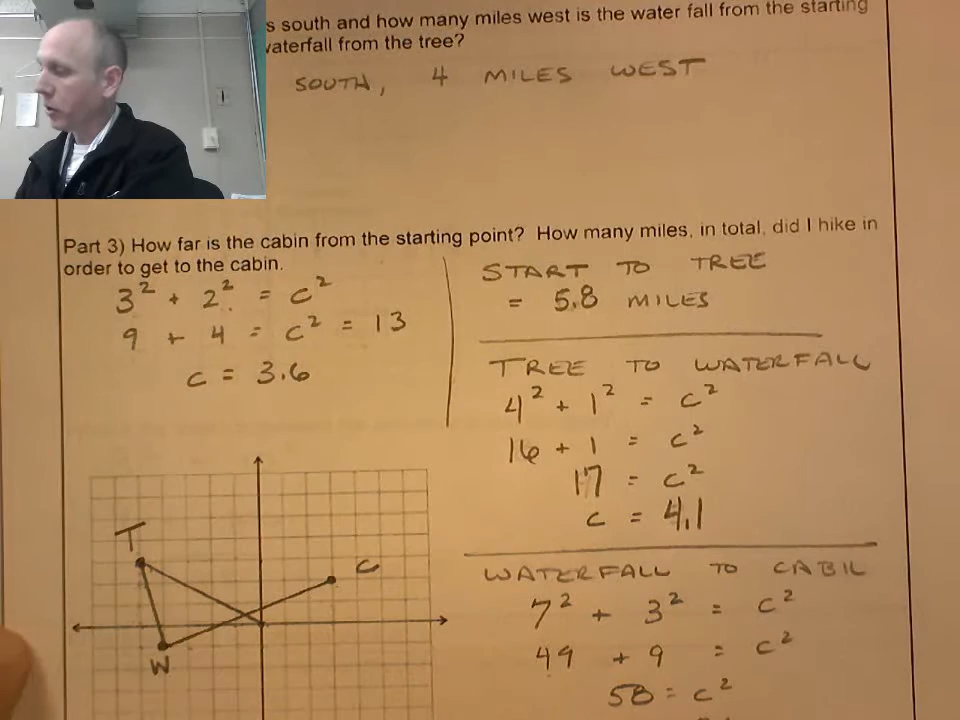 s south and how many miles west is the water fall from the starting
waterfall from the tree?
SOUTH, 4 MILES WEST
Part 3) How far is the cabin from the starting point? How many miles, in total, did I hike in
order to get to the cabin.
3² + 2² = c²
9 + 4 = c² = 13
c = 3.6
START TO TREE
= 5.8 MILES
TREE TO WATERFALL
4² + 1² = c²
16 + 1 = c²
17 = c²
c = 4.1
T
C
W
WATERFALL TO CABIL
7² + 3² = c²
49 + 9 = c²
58 = c²